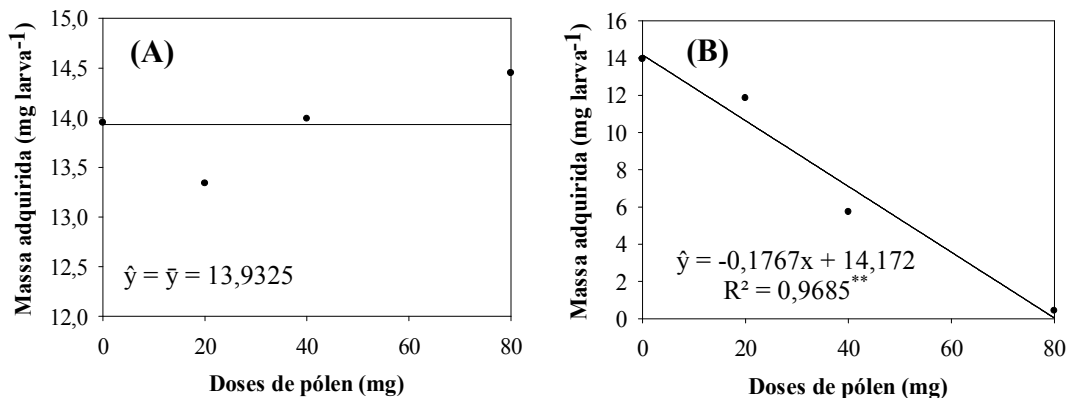 (A)
Massa adquirida (mg larva⁻¹)
15,0
14,5
14,0
13,5
13,0
12,5
12,0
ŷ = ȳ = 13,9325
0 20 40 60 80
Doses de pólen (mg)
(B)
Massa adquirida (mg larva⁻¹)
16
14
12
10
8
6
4
2
0
ŷ = -0,1767x + 14,172
R² = 0,9685**
0 20 40 60 80
Doses de pólen (mg)